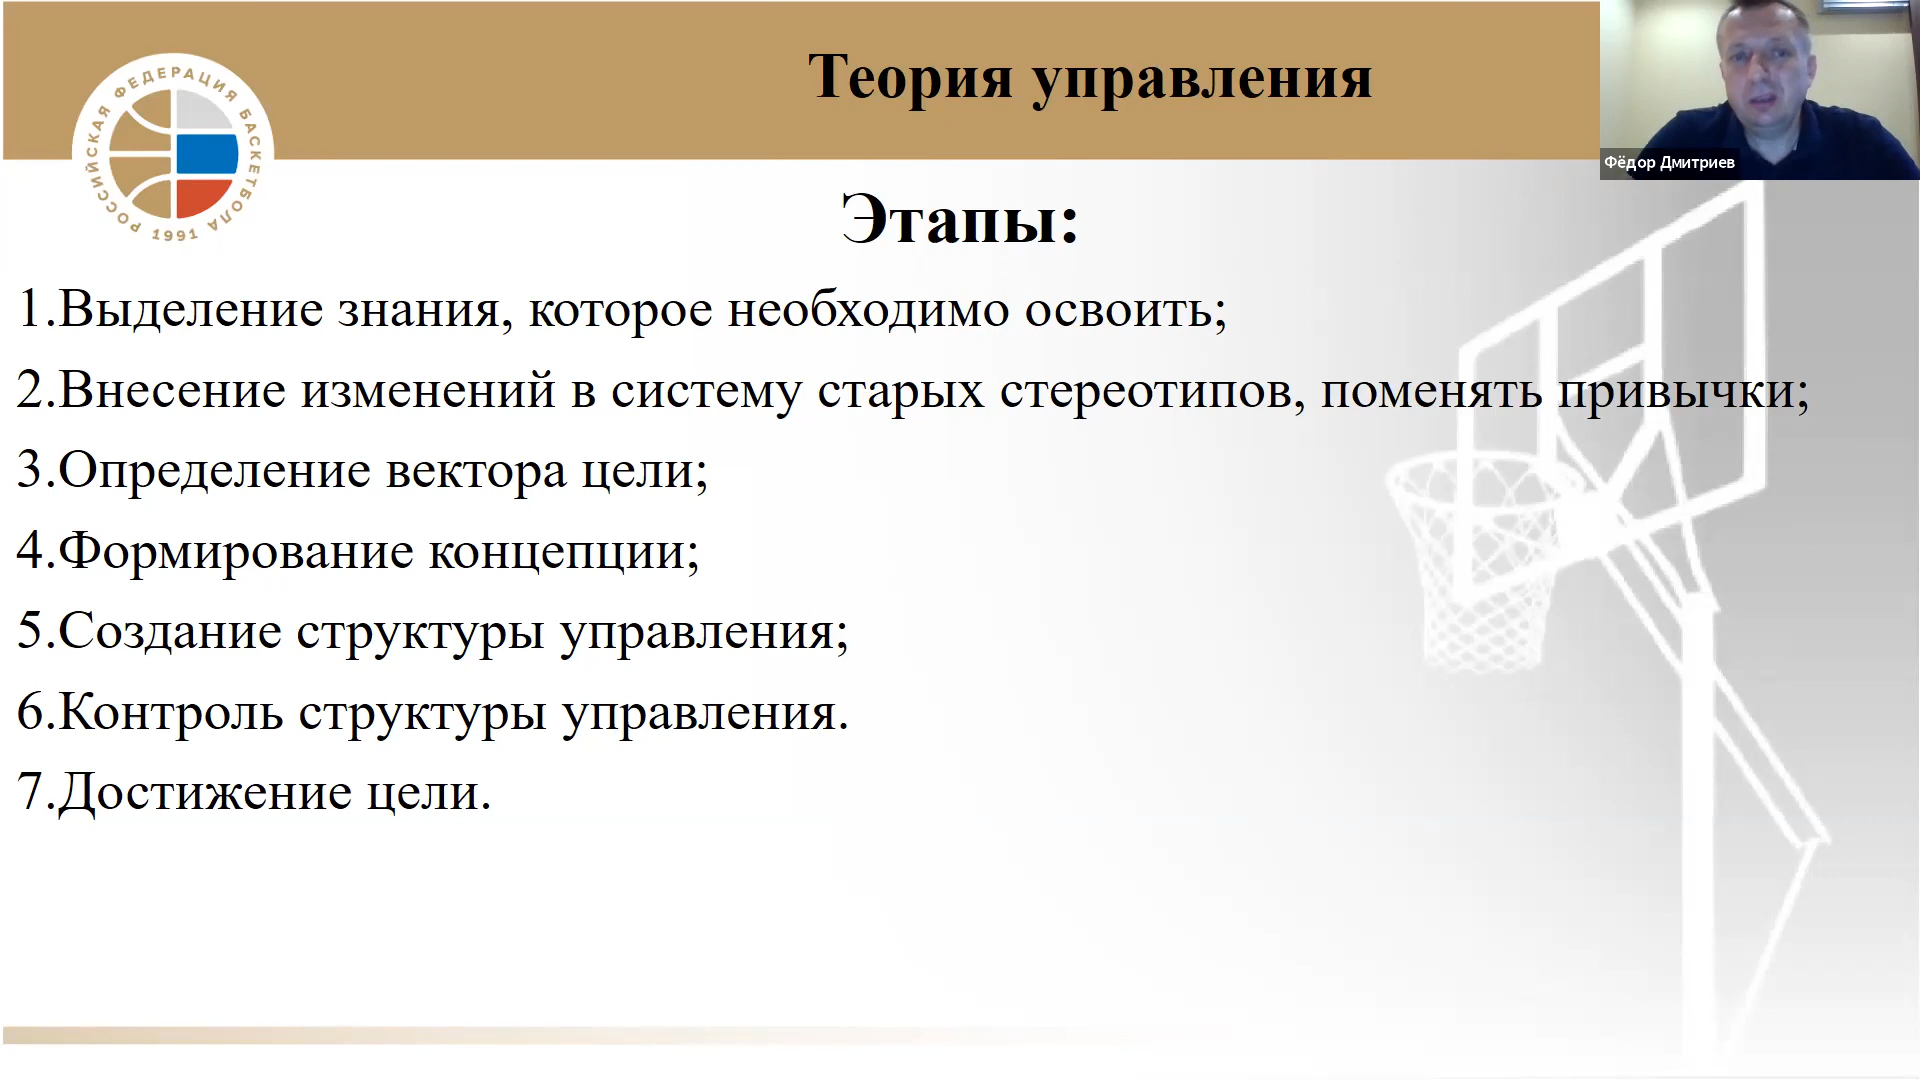 Теория управления
РОССИЙСКАЯ ФЕДЕРАЦИЯ БАСКЕТБОЛА
1991
Фёдор Дмитриев
Этапы:
1.Выделение знания, которое необходимо освоить;
2.Внесение изменений в систему старых стереотипов, поменять привычки;
3.Определение вектора цели;
4.Формирование концепции;
5.Создание структуры управления;
6.Контроль структуры управления.
7.Достижение цели.